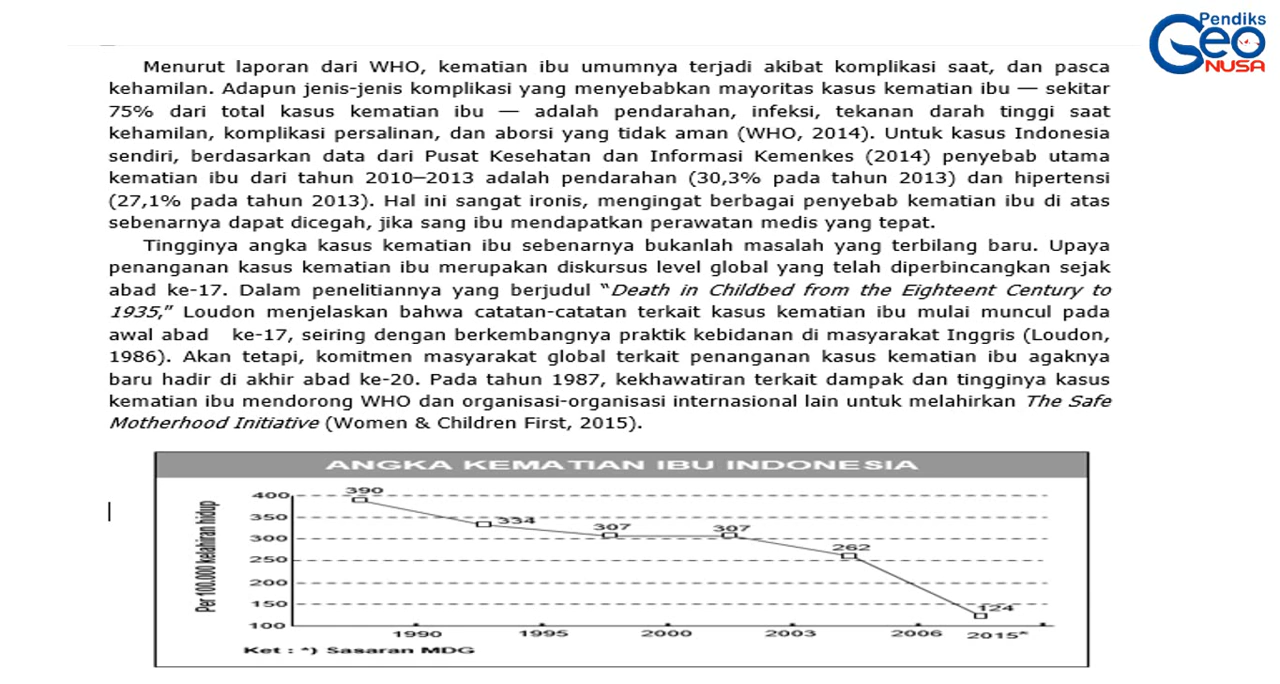 Pendiks
Geo
NUSA
Menurut laporan dari WHO, kematian ibu umumnya terjadi akibat komplikasi saat, dan pasca
kehamilan. Adapun jenis-jenis komplikasi yang menyebabkan mayoritas kasus kematian ibu — sekitar
75% dari total kasus kematian ibu — adalah pendarahan, infeksi, tekanan darah tinggi saat
kehamilan, komplikasi persalinan, dan aborsi yang tidak aman (WHO, 2014). Untuk kasus Indonesia
sendiri, berdasarkan data dari Pusat Kesehatan dan Informasi Kemenkes (2014) penyebab utama
kematian ibu dari tahun 2010–2013 adalah pendarahan (30,3% pada tahun 2013) dan hipertensi
(27,1% pada tahun 2013). Hal ini sangat ironis, mengingat berbagai penyebab kematian ibu di atas
sebenarnya dapat dicegah, jika sang ibu mendapatkan perawatan medis yang tepat.
Tingginya angka kasus kematian ibu sebenarnya bukanlah masalah yang terbilang baru. Upaya
penanganan kasus kematian ibu merupakan diskursus level global yang telah diperbincangkan sejak
abad ke-17. Dalam penelitiannya yang berjudul “Death in Childbed from the Eighteent Century to
1935,” Loudon menjelaskan bahwa catatan-catatan terkait kasus kematian ibu mulai muncul pada
awal abad ke-17, seiring dengan berkembangnya praktik kebidanan di masyarakat Inggris (Loudon,
1986). Akan tetapi, komitmen masyarakat global terkait penanganan kasus kematian ibu agaknya
baru hadir di akhir abad ke-20. Pada tahun 1987, kekhawatiran terkait dampak dan tingginya kasus
kematian ibu mendorong WHO dan organisasi-organisasi internasional lain untuk melahirkan The Safe
Motherhood Initiative (Women & Children First, 2015).
ANGKA KEMATIAN IBU INDONESIA
Per 100.000 kelahiran hidup
400
350
300
250
200
150
100
390
334
307
307
262
124
1990 1995 2000 2003 2006 2015*
Ket : *) Sasaran MDG